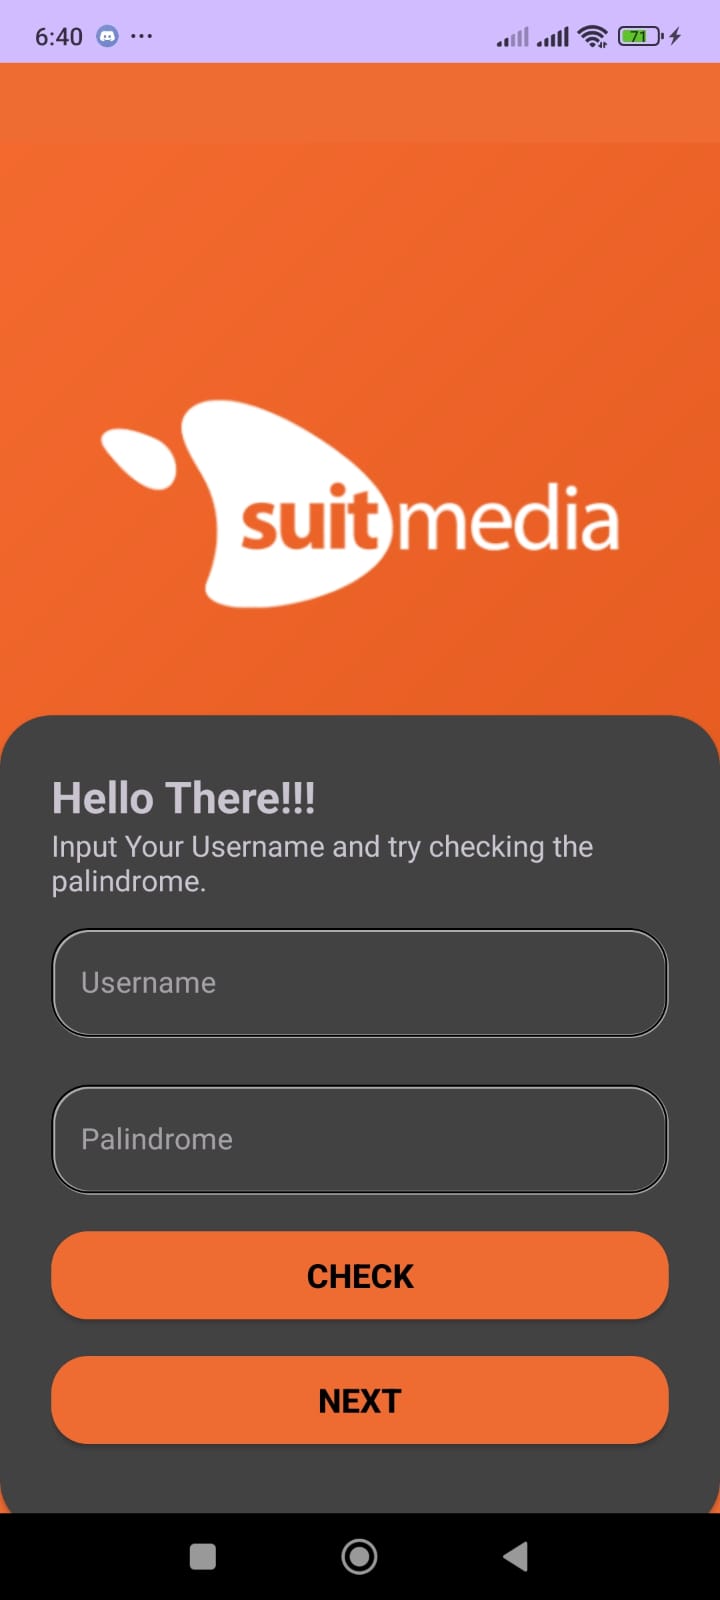 6:40
71
suitmedia
Hello There!!!
Input Your Username and try checking the
palindrome.
Username
Palindrome
CHECK
NEXT